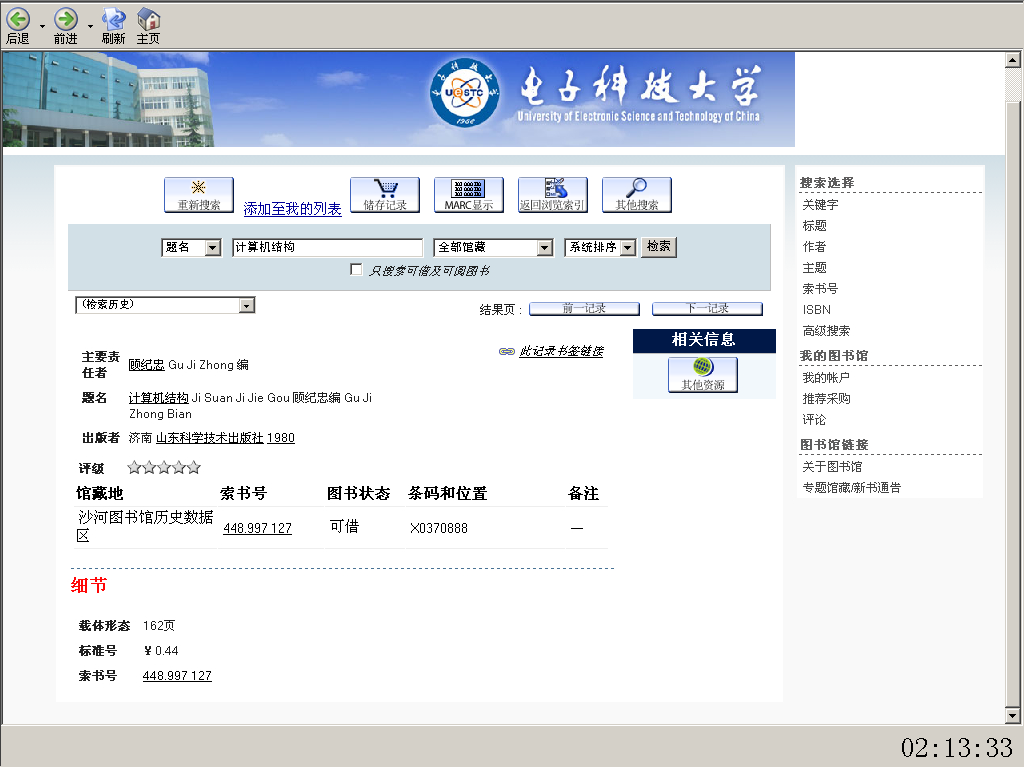 后退 前进 刷新 主页
UESTC 1956 电子科技大学
University of Electronic Science and Technology of China
重新搜索 添加至我的列表 储存记录 MARC显示 返回浏览索引 其他搜索
题名 计算机结构 全部馆藏 系统排序 检索
只搜索可借及可阅图书
(检索历史) 结果页: 前一记录 下一记录
此记录书签链接
相关信息
其他资源
主要责任者 顾纪忠 Gu Ji Zhong 编
题名 计算机结构 Ji Suan Ji Jie Gou 顾纪忠编 Gu Ji
Zhong Bian
出版者 济南 山东科学技术出版社 1980
评级
馆藏地 索书号 图书状态 条码和位置 备注
沙河图书馆历史数据区 448.997 127 可借 X0370888 —
细节
载体形态 162页
标准号 ¥ 0.44
索书号 448.997 127
搜索选择
关键字
标题
作者
主题
索书号
ISBN
高级搜索
我的图书馆
我的帐户
推荐采购
评论
图书馆链接
关于图书馆
专题馆藏/新书通告
02:13:33